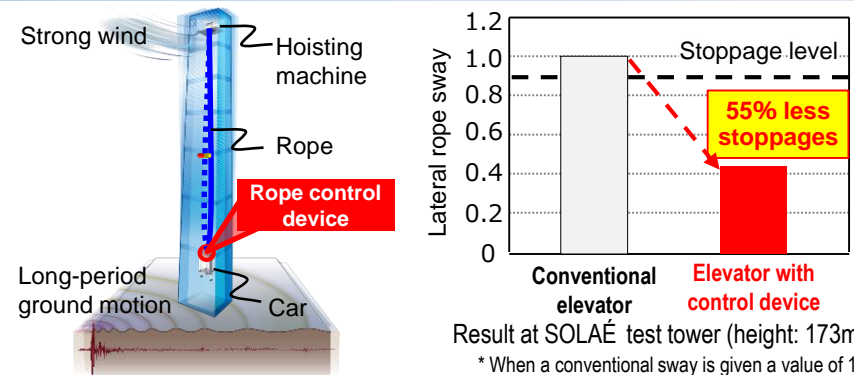 Strong wind
Hoisting
machine
Rope
Rope control
device
Long-period
ground motion
Car
Lateral rope sway
1.2
1.0
0.8
0.6
0.4
0.2
0
Stoppage level
55% less
stoppages
Conventional
elevator
Elevator with
control device
Result at SOLAÉ test tower (height: 173m
* When a conventional sway is given a value of 1